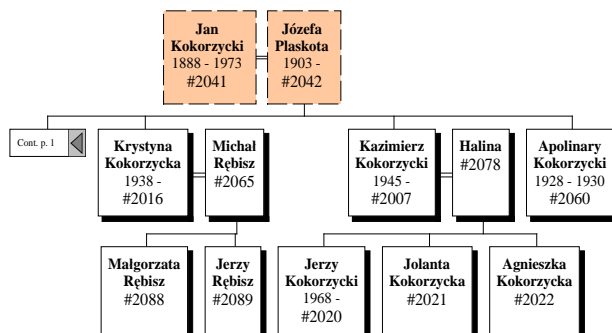 Jan
Kokorzycki
1888 - 1973
#2041
Józefa
Plaskota
1903 -
#2042
Cont. p. 1
Krystyna
Kokorzycka
1938 -
#2016
Michał
Rębisz
#2065
Kazimierz
Kokorzycki
1945 -
#2007
Halina
#2078
Apolinary
Kokorzycki
1928 - 1930
#2060
Małgorzata
Rębisz
#2088
Jerzy
Rębisz
#2089
Jerzy
Kokorzycki
1968 -
#2020
Jolanta
Kokorzycka
#2021
Agnieszka
Kokorzycka
#2022